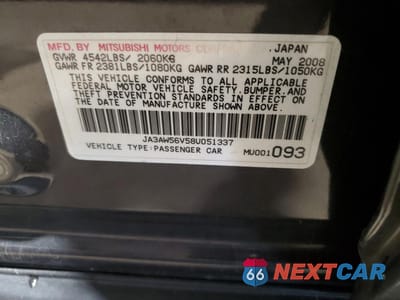 MFD. BY MITSUBISHI MOTORS CORP. JAPAN
GVWR 4542LBS/ 2060KG MAY 2008
GAWR FR 2381LBS/1080KG GAWR RR 2315LBS/1050KG
THIS VEHICLE CONFORMS TO ALL APPLICABLE
FEDERAL MOTOR VEHICLE SAFETY, BUMPER, AND
THEFT PREVENTION STANDARDS IN EFFECT ON THE
DATE OF MANUFACTURE SHOWN ABOVE.
JA3AW56V58U051337
VEHICLE TYPE:PASSENGER CAR MU001093
66 NEXTCAR